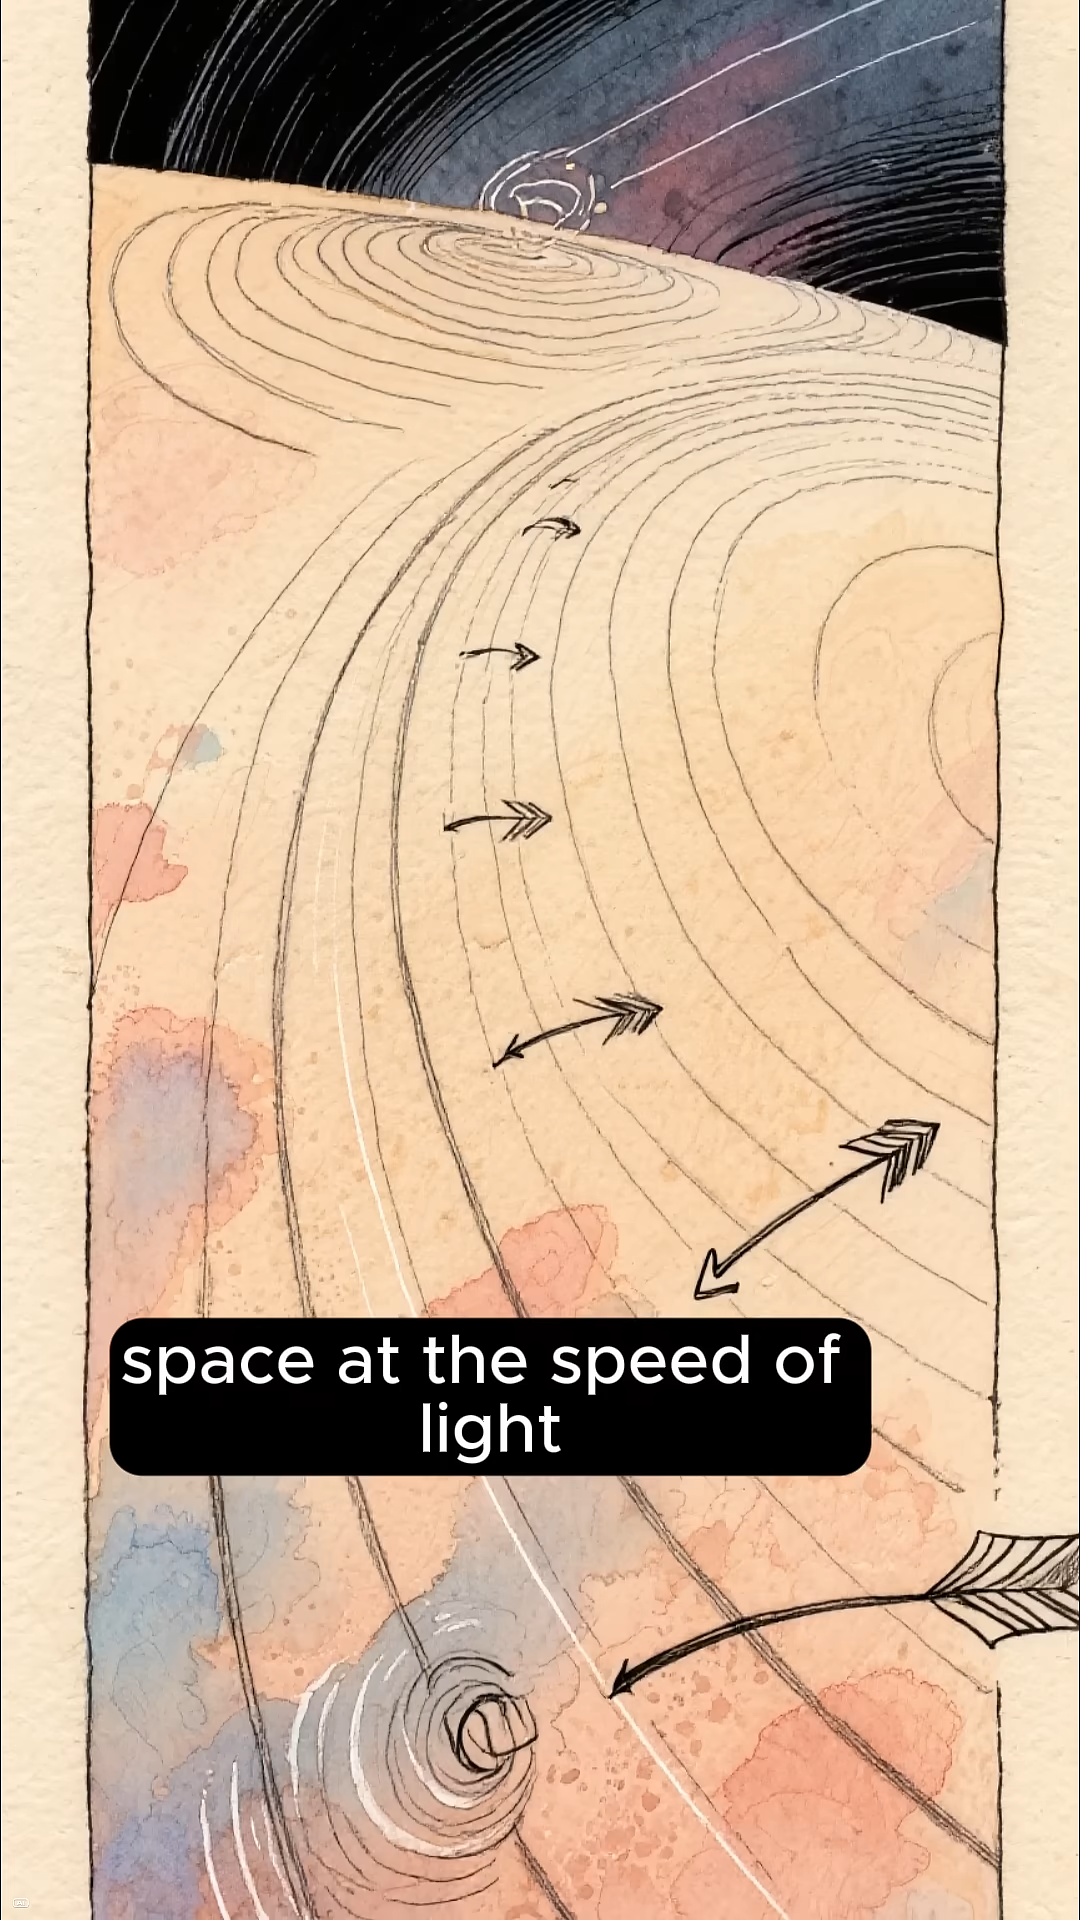 space at the speed of
light